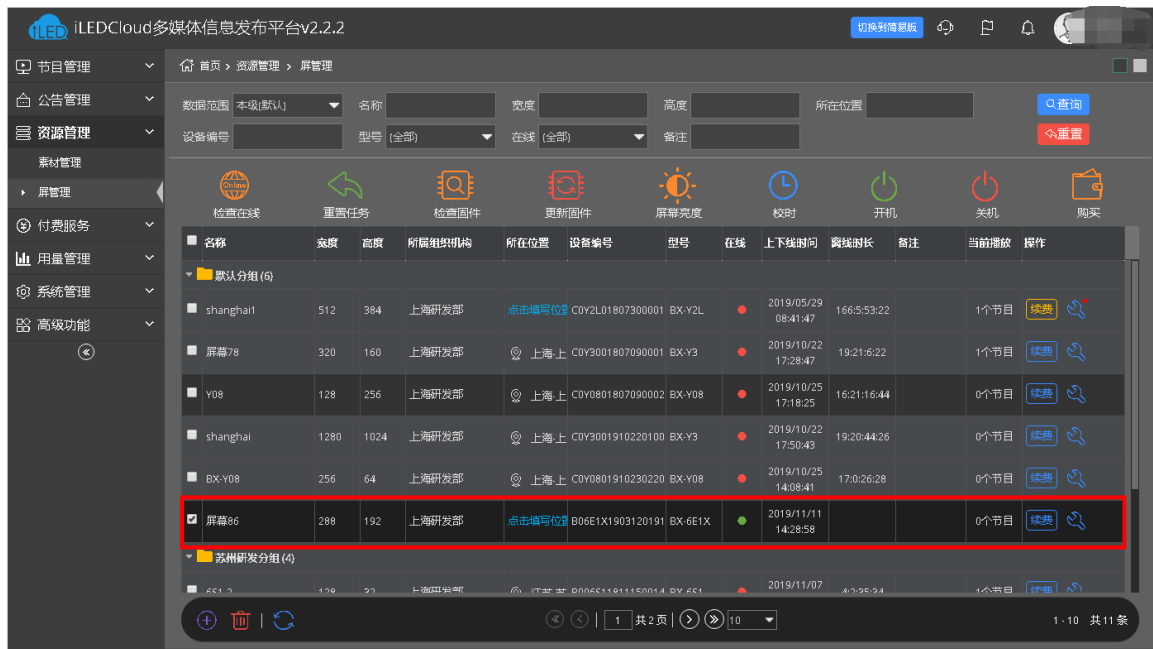 iLED iLEDCloud多媒体信息发布平台v2.2.2 切换到简易版
节目管理
公告管理
资源管理
素材管理
屏管理
付费服务
用量管理
系统管理
高级功能
首页 › 资源管理 › 屏管理
数据范围 本级(默认) 名称 宽度 高度 所在位置 查询
设备编号 型号 (全部) 在线 (全部) 备注 重置
Online
检查在线 重置任务 检查固件 更新固件 屏幕亮度 校时 开机 关机 购买
名称 宽度 高度 所属组织机构 所在位置 设备编号 型号 在线 上下线时间 离线时长 备注 当前播放 操作
默认分组 (6)
shanghai1 512 384 上海研发部 点击填写位置 C0Y2L01807300001 BX-Y2L 2019/05/29 08:41:47 166:5:53:22 1个节目 续费
屏幕78 320 160 上海研发部 上海-上 C0Y3001807090001 BX-Y3 2019/10/22 17:28:47 19:21:6:22 1个节目 续费
Y08 128 256 上海研发部 上海-上 C0Y0801807090002 BX-Y08 2019/10/25 17:18:25 16:21:16:44 0个节目 续费
shanghai 1280 1024 上海研发部 上海-上 C0Y3001910220100 BX-Y3 2019/10/22 17:50:43 19:20:44:26 0个节目 续费
BX-Y08 256 64 上海研发部 上海-上 C0Y0801910230220 BX-Y08 2019/10/25 14:08:41 17:0:26:28 0个节目 续费
屏幕86 288 192 上海研发部 点击填写位置 B06E1X1903120191 BX-6E1X 2019/11/11 14:28:58 0个节目 续费
苏州研发分组 (4)
2019/11/07
1 共2页 10 1 - 10 共11条